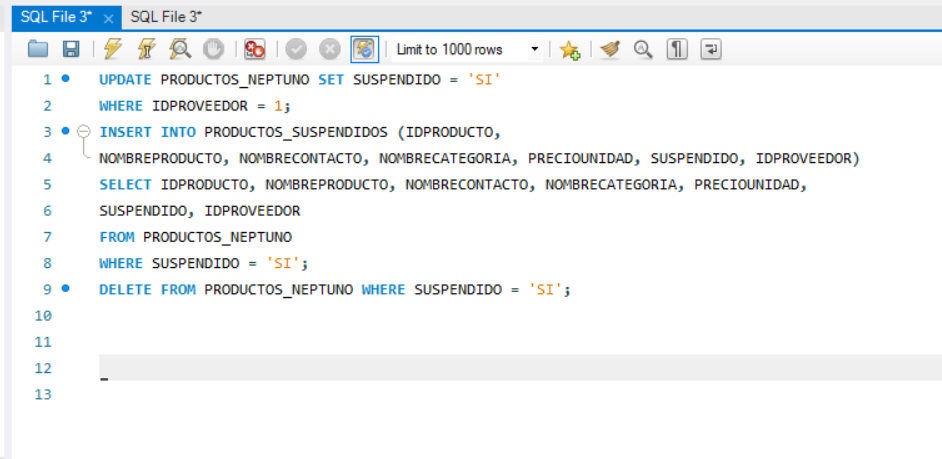 SQL File 3* SQL File 3*
Limit to 1000 rows
1 UPDATE PRODUCTOS_NEPTUNO SET SUSPENDIDO = 'SI'
2 WHERE IDPROVEEDOR = 1;
3 INSERT INTO PRODUCTOS_SUSPENDIDOS (IDPRODUCTO,
4 NOMBREPRODUCTO, NOMBRECONTACTO, NOMBRECATEGORIA, PRECIOUNIDAD, SUSPENDIDO, IDPROVEEDOR)
5 SELECT IDPRODUCTO, NOMBREPRODUCTO, NOMBRECONTACTO, NOMBRECATEGORIA, PRECIOUNIDAD,
6 SUSPENDIDO, IDPROVEEDOR
7 FROM PRODUCTOS_NEPTUNO
8 WHERE SUSPENDIDO = 'SI';
9 DELETE FROM PRODUCTOS_NEPTUNO WHERE SUSPENDIDO = 'SI';
10
11
12
13